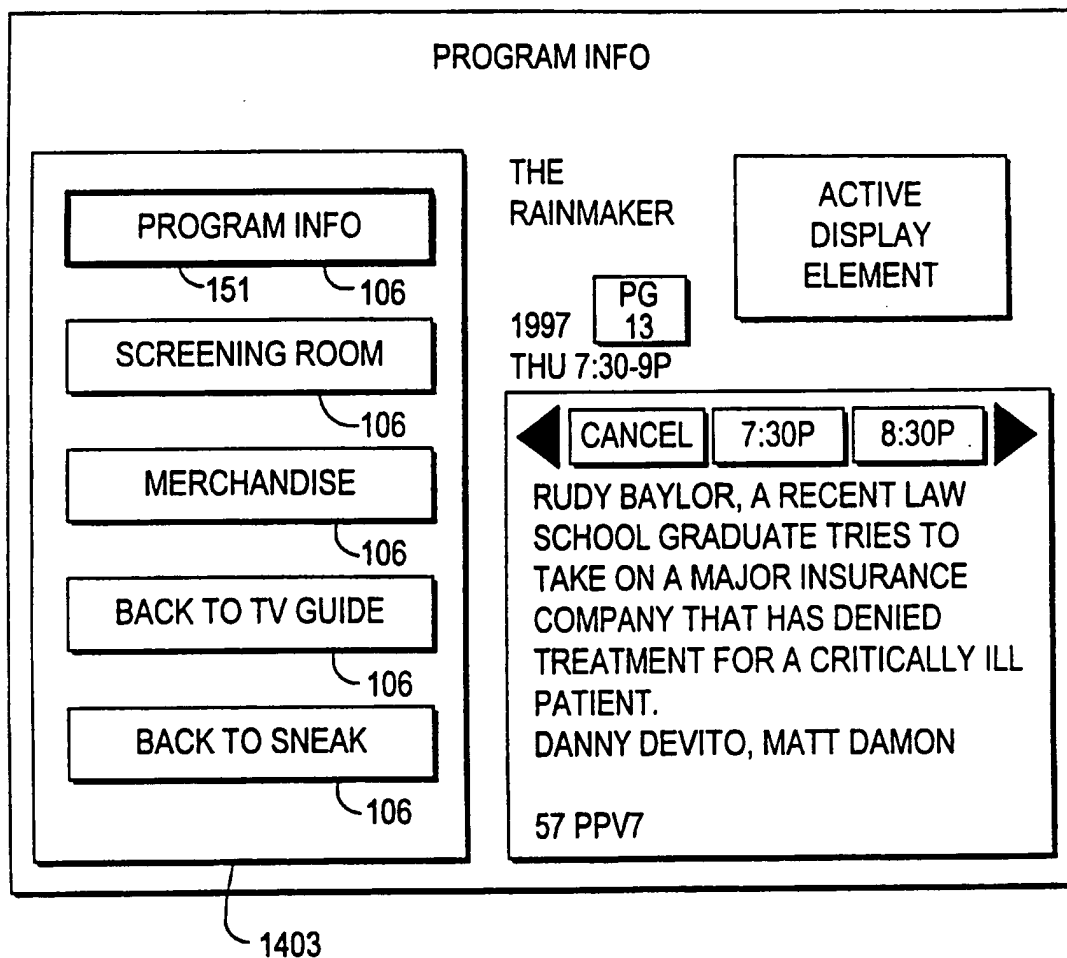 PROGRAM INFO
PROGRAM INFO
151
106
SCREENING ROOM
106
MERCHANDISE
106
BACK TO TV GUIDE
106
BACK TO SNEAK
106
1403
THE
RAINMAKER
1997
PG
13
THU 7:30-9P
ACTIVE
DISPLAY
ELEMENT
CANCEL 7:30P 8:30P
RUDY BAYLOR, A RECENT LAW
SCHOOL GRADUATE TRIES TO
TAKE ON A MAJOR INSURANCE
COMPANY THAT HAS DENIED
TREATMENT FOR A CRITICALLY ILL
PATIENT.
DANNY DEVITO, MATT DAMON
57 PPV7